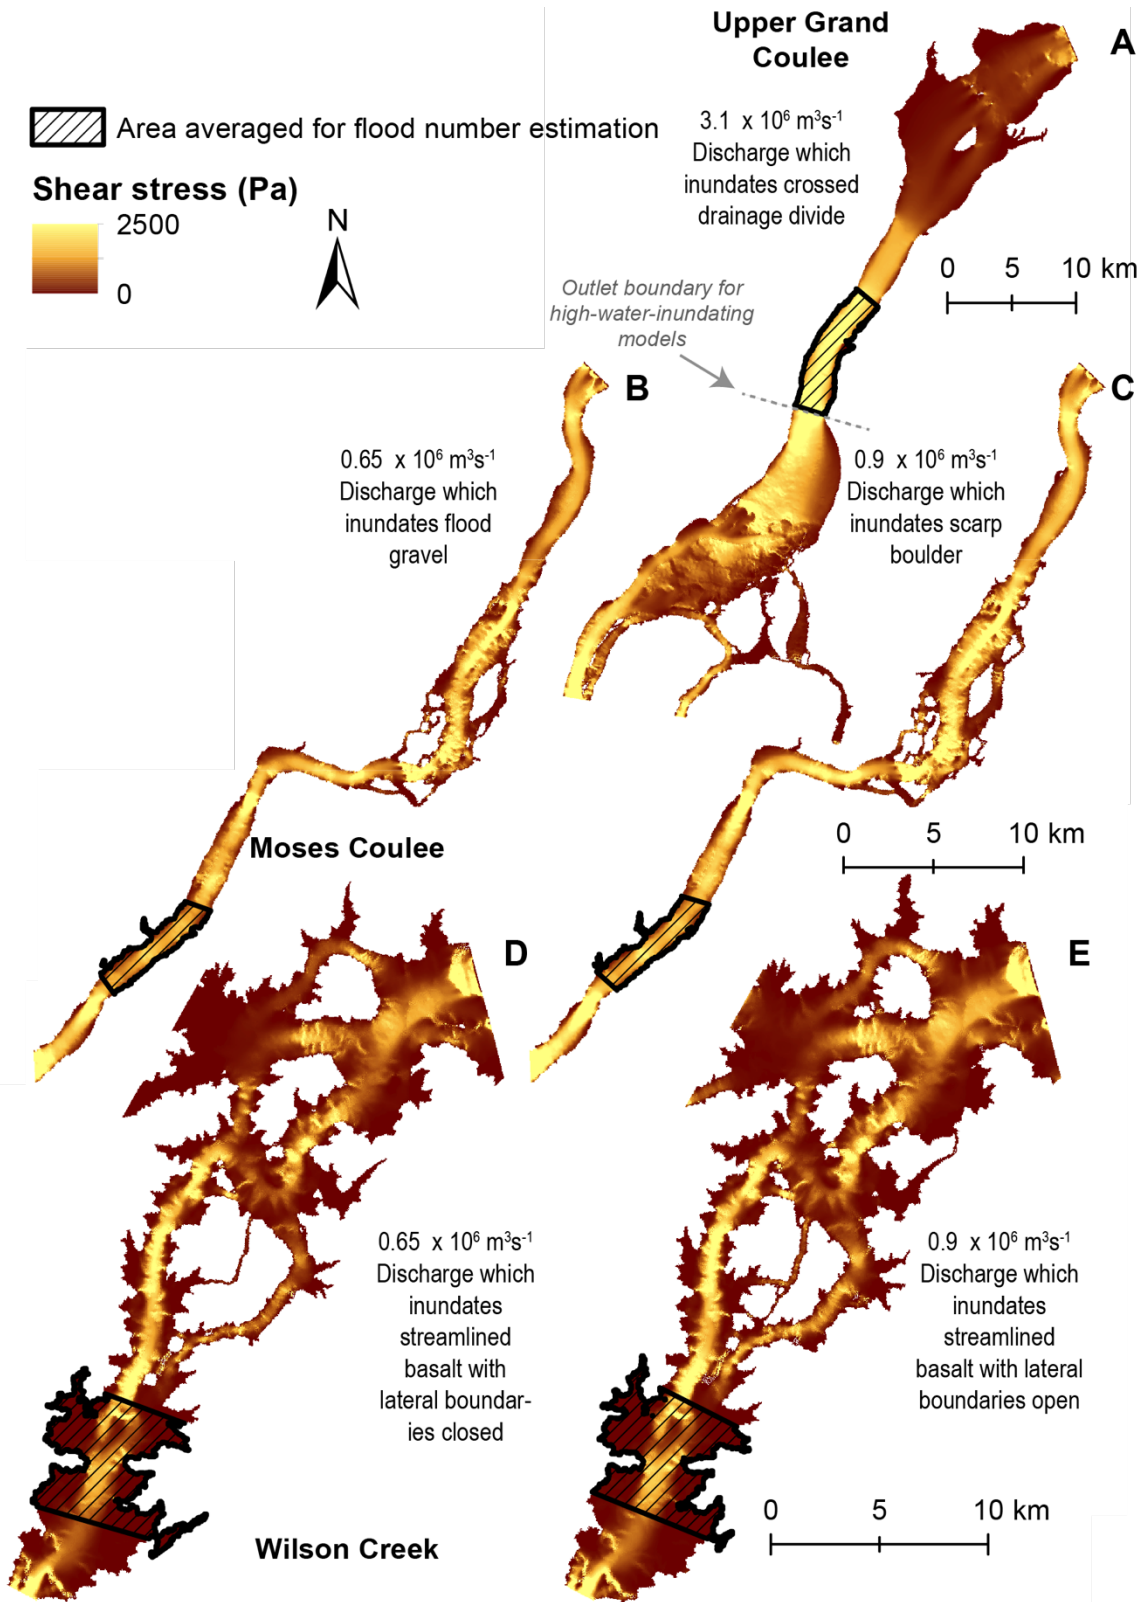 Upper Grand
Coulee
A
Area averaged for flood number estimation
3.1 x 10⁶ m³s⁻¹
Discharge which
inundates crossed
drainage divide
Shear stress (Pa)
2500
0
N
0 5 10 km
Outlet boundary for
high-water-inundating
models
B
C
0.65 x 10⁶ m³s⁻¹
Discharge which
inundates flood
gravel
0.9 x 10⁶ m³s⁻¹
Discharge which
inundates scarp
boulder
Moses Coulee
0 5 10 km
D
E
0.65 x 10⁶ m³s⁻¹
Discharge which
inundates
streamlined
basalt with
lateral boundar-
ies closed
0.9 x 10⁶ m³s⁻¹
Discharge which
inundates
streamlined
basalt with lateral
boundaries open
0 5 10 km
Wilson Creek